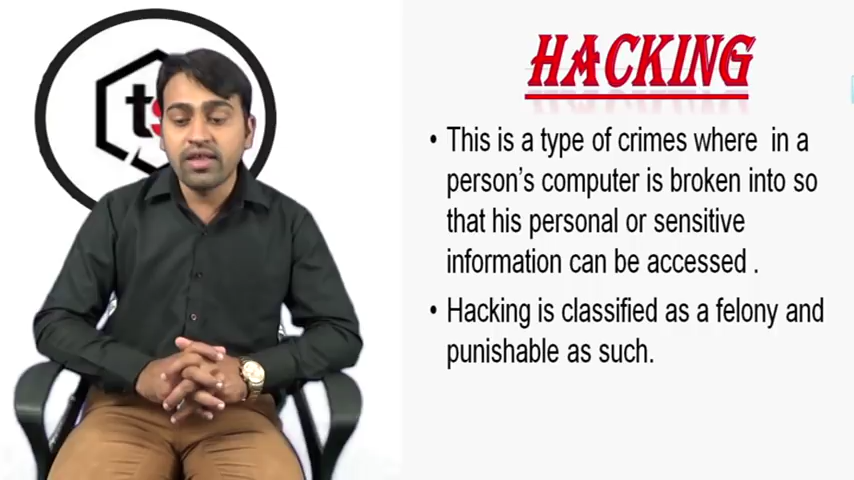 ts
HACKING
• This is a type of crimes where in a
person's computer is broken into so
that his personal or sensitive
information can be accessed .
• Hacking is classified as a felony and
punishable as such.